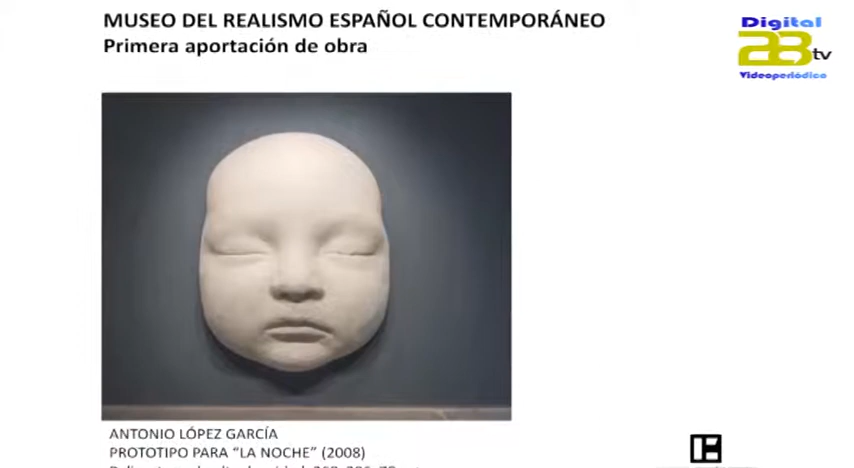 MUSEO DEL REALISMO ESPAÑOL CONTEMPORÁNEO
Primera aportación de obra
Digital
28 tv
Videoperiódico
ANTONIO LÓPEZ GARCÍA
PROTOTIPO PARA "LA NOCHE" (2008)